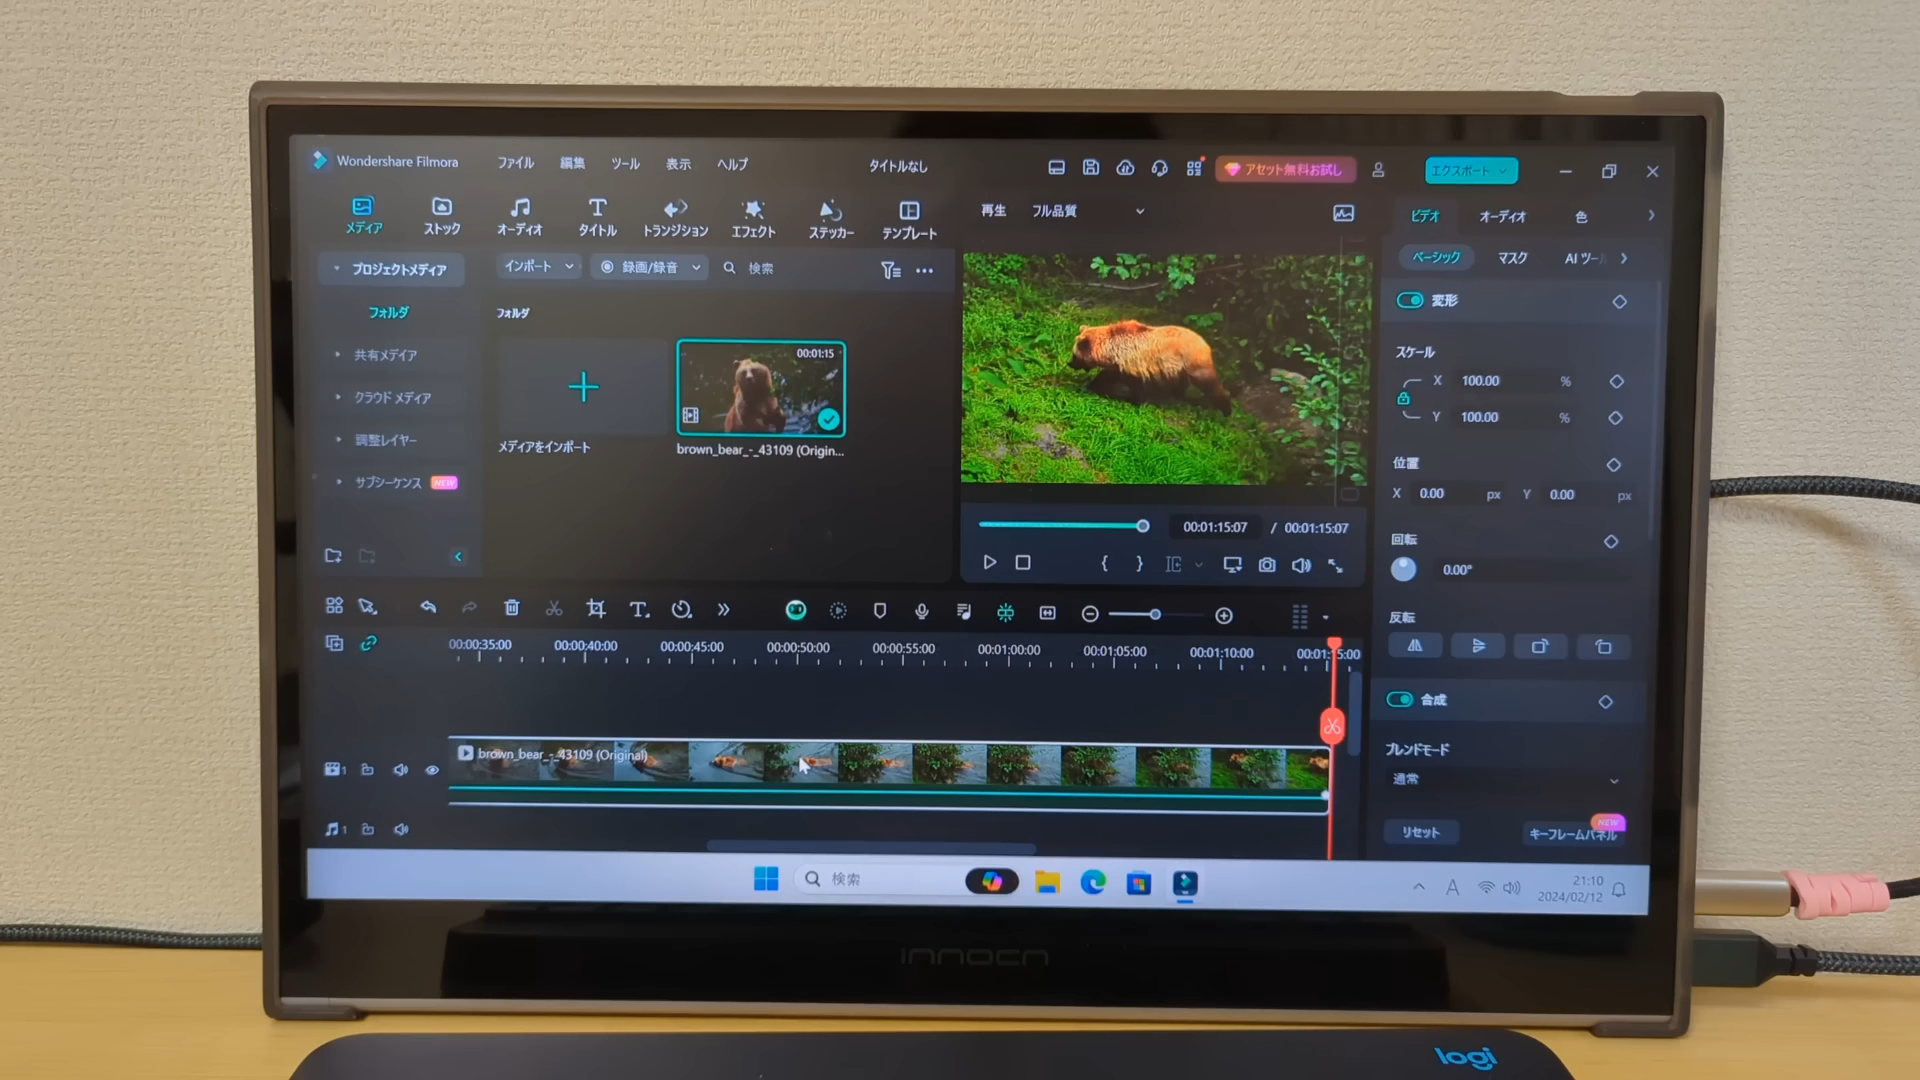 Wondershare Filmora ファイル 編集 ツール 表示 ヘルプ タイトルなし アセット無料お試し エクスポート
メディア ストック オーディオ タイトル トランジション エフェクト ステッカー テンプレート
再生 フル品質
ビデオ オーディオ 色
プロジェクトメディア インポート 録画/録音 検索
ベーシック マスク AI ツール
フォルダ フォルダ
変形
共有メディア
クラウド メディア
調整レイヤー
サブシーケンス NEW
00:01:15
メディアをインポート brown_bear_-_43109 (Origin...
スケール
X 100.00 %
Y 100.00 %
位置
X 0.00 px Y 0.00 px
00:01:15:07 / 00:01:15:07
回転
0.00°
反転
00:00:35:00 00:00:40:00 00:00:45:00 00:00:50:00 00:00:55:00 00:01:00:00 00:01:05:00 00:01:10:00 00:01:15:00
合成
ブレンドモード
通常
brown_bear_-_43109 (Original)
1
1
リセット キーフレームパネル NEW
検索
A 21:10
2024/02/12
INNOCN
logi